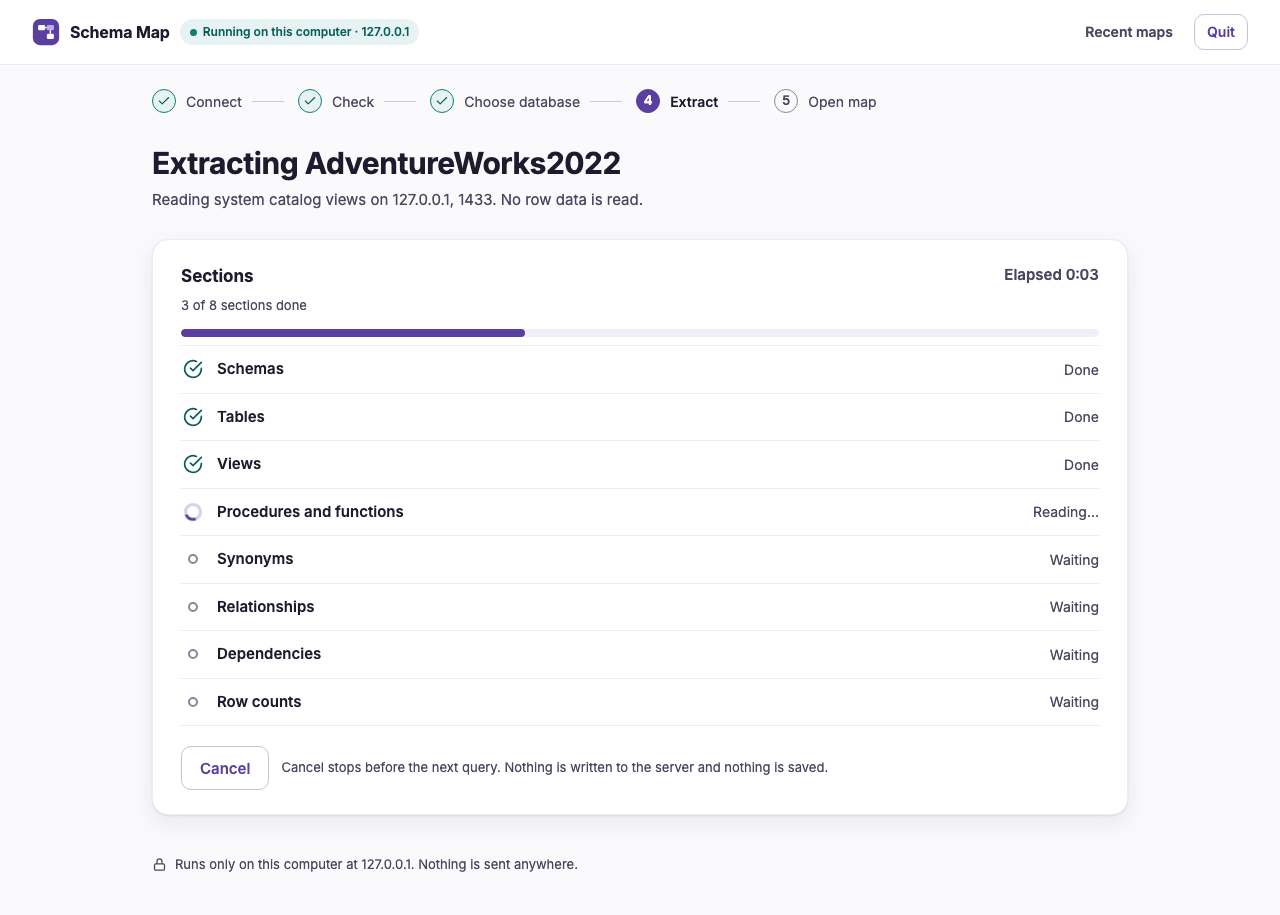 Schema Map
Running on this computer · 127.0.0.1
Recent maps
Quit
Connect
Check
Choose database
4 Extract
5 Open map
Extracting AdventureWorks2022
Reading system catalog views on 127.0.0.1, 1433. No row data is read.
Sections
Elapsed 0:03
3 of 8 sections done
Schemas Done
Tables Done
Views Done
Procedures and functions Reading...
Synonyms Waiting
Relationships Waiting
Dependencies Waiting
Row counts Waiting
Cancel
Cancel stops before the next query. Nothing is written to the server and nothing is saved.
Runs only on this computer at 127.0.0.1. Nothing is sent anywhere.